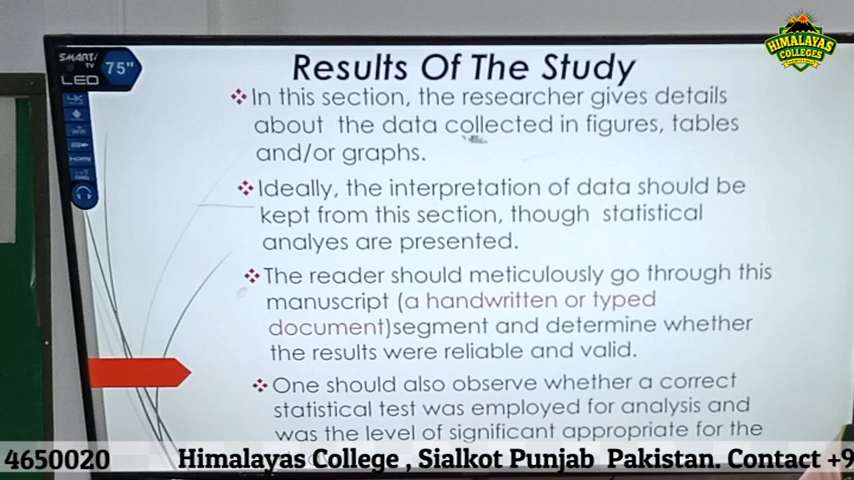 SMART
TV
LED
75"
HIMALAYAS
COLLEGES
Results Of The Study
In this section, the researcher gives details
about the data collected in figures, tables
and/or graphs.
Ideally, the interpretation of data should be
kept from this section, though statistical
analyes are presented.
The reader should meticulously go through this
manuscript (a handwritten or typed
document)segment and determine whether
the results were reliable and valid.
One should also observe whether a correct
statistical test was employed for analysis and
was the level of significant appropriate for the
4650020 Himalayas College , Sialkot Punjab Pakistan. Contact +9